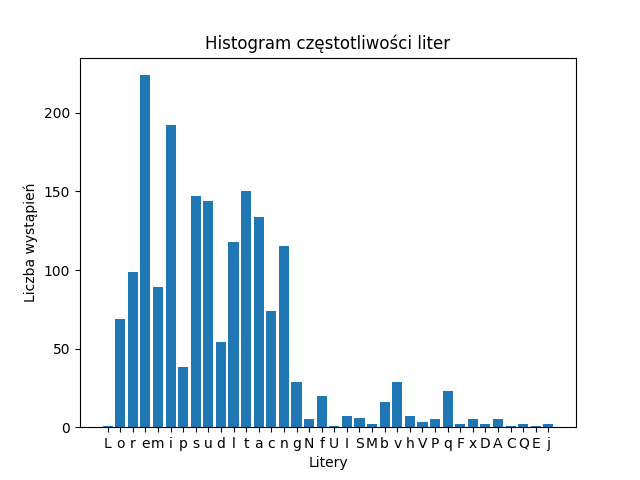 Histogram częstotliwości liter
Liczba wystąpień
200
150
100
50
0
L o r e m i p s u d l t a c n g N f U I S M b v h V P q F x D A C Q E j
Litery